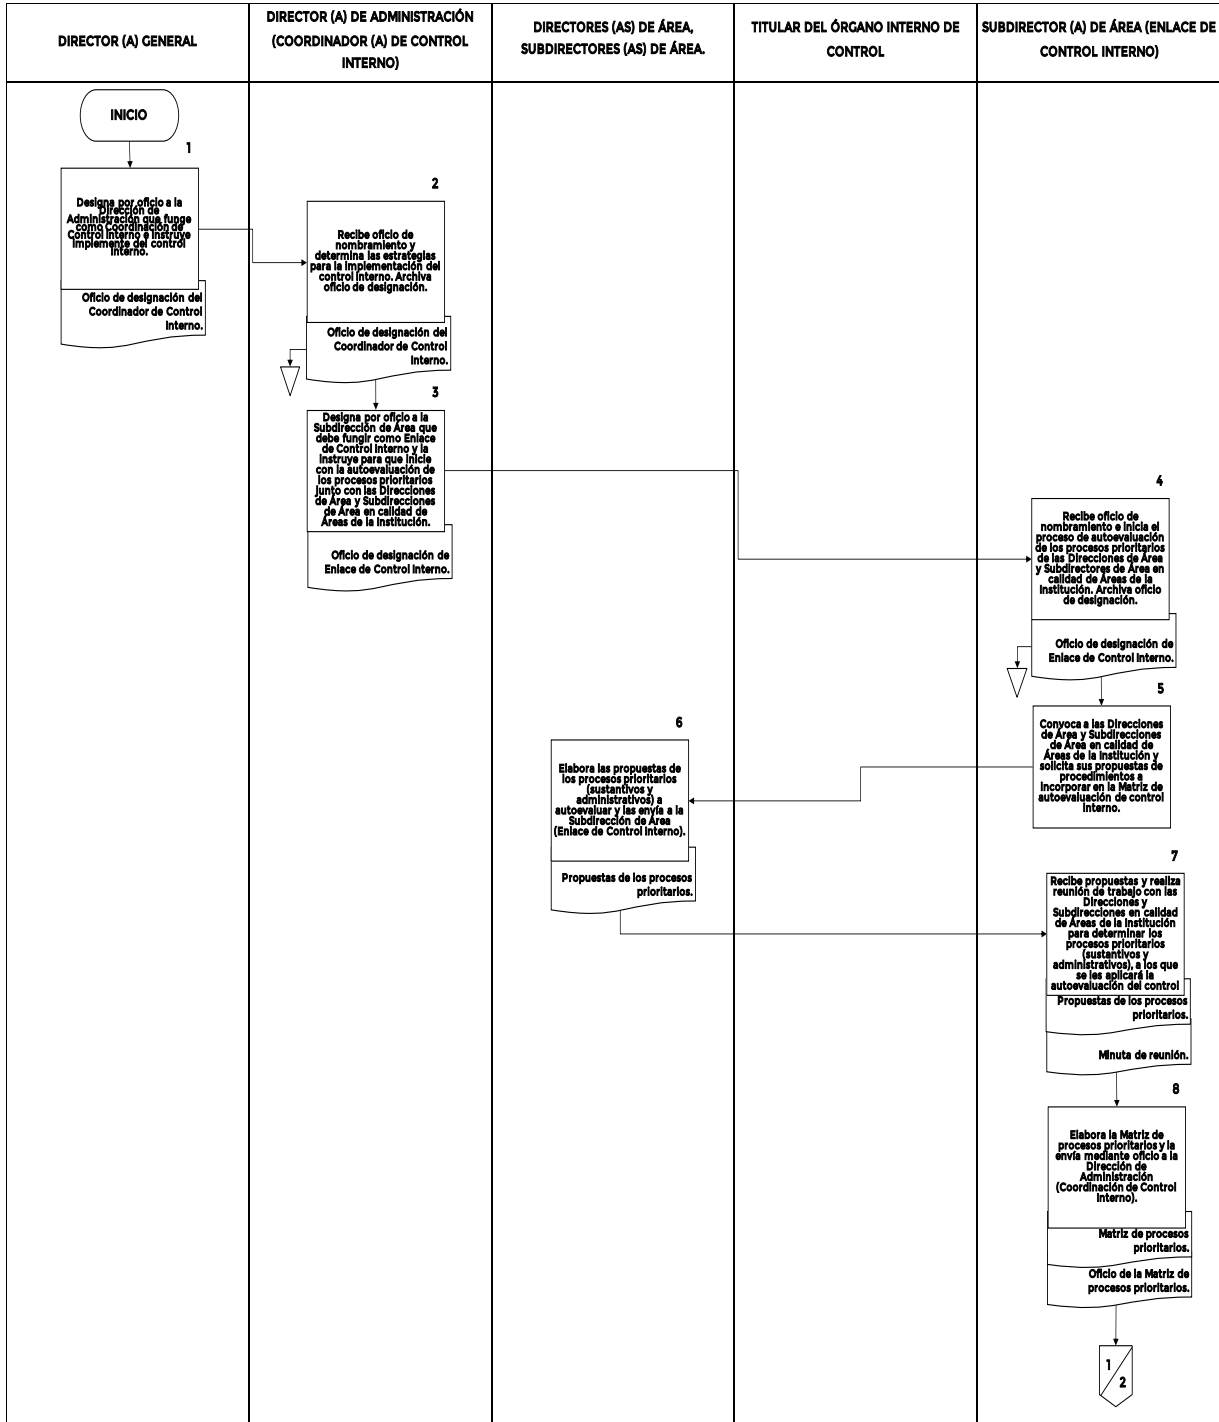 DIRECTOR (A) GENERAL
DIRECTOR (A) DE ADMINISTRACIÓN
(COORDINADOR (A) DE CONTROL
INTERNO)
DIRECTORES (AS) DE ÁREA,
SUBDIRECTORES (AS) DE ÁREA.
TITULAR DEL ÓRGANO INTERNO DE
CONTROL
SUBDIRECTOR (A) DE ÁREA (ENLACE DE
CONTROL INTERNO)
INICIO
1
Designa por oficio a la
Dirección de
Administración que funge
como Coordinación de
Control Interno e instruye
implemente del control
interno.
Oficio de designación del
Coordinador de Control
Interno.
2
Recibe oficio de
nombramiento y
determina las estrategias
para la implementación del
control interno. Archiva
oficio de designación.
Oficio de designación del
Coordinador de Control
Interno.
3
Designa por oficio a la
Subdirección de Área que
debe fungir como Enlace
de Control Interno y la
instruye para que inicie
con la autoevaluación de
los procesos prioritarios
junto con las Direcciones
de Área y Subdirecciones
de Área en calidad de
Áreas de la Institución.
Oficio de designación de
Enlace de Control Interno.
4
Recibe oficio de
nombramiento e inicia el
proceso de autoevaluación
de los procesos prioritarios
de las Direcciones de Área
y Subdirectores de Área en
calidad de Áreas de la
Institución. Archiva oficio
de designación.
Oficio de designación de
Enlace de Control Interno.
5
Convoca a las Direcciones
de Área y Subdirecciones
de Área en calidad de
Áreas de la Institución y
solicita sus propuestas de
procedimientos a
incorporar en la Matriz de
autoevaluación de control
interno.
6
Elabora las propuestas de
los procesos prioritarios
(sustantivos y
administrativos) a
autoevaluar y las envía a la
Subdirección de Área
(Enlace de Control Interno).
Propuestas de los procesos
prioritarios.
7
Recibe propuestas y realiza
reunión de trabajo con las
Direcciones y
Subdirecciones en calidad
de Áreas de la Institución
para determinar los
procesos prioritarios
(sustantivos y
administrativos), a los que
se les aplicará la
autoevaluación del control
Propuestas de los procesos
prioritarios.
Minuta de reunión.
8
Elabora la Matriz de
procesos prioritarios y la
envía mediante oficio a la
Dirección de
Administración
(Coordinación de Control
Interno).
Matriz de procesos
prioritarios.
Oficio de la Matriz de
procesos prioritarios.
1
2